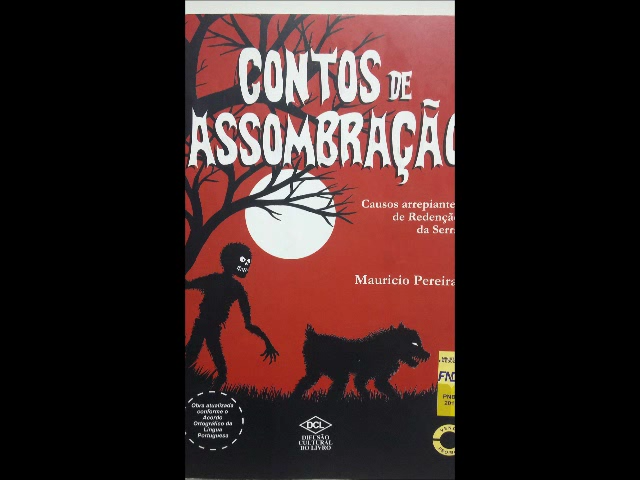 CONTOS DE
ASSOMBRAÇÃO
Causos arrepiante
de Redenção
da Serr
Mauricio Pereira
Obra atualizada
conforme o
Acordo
Ortográfico da
Língua
Portuguesa
DCL
DIFUSÃO
CULTURAL
DO LIVRO